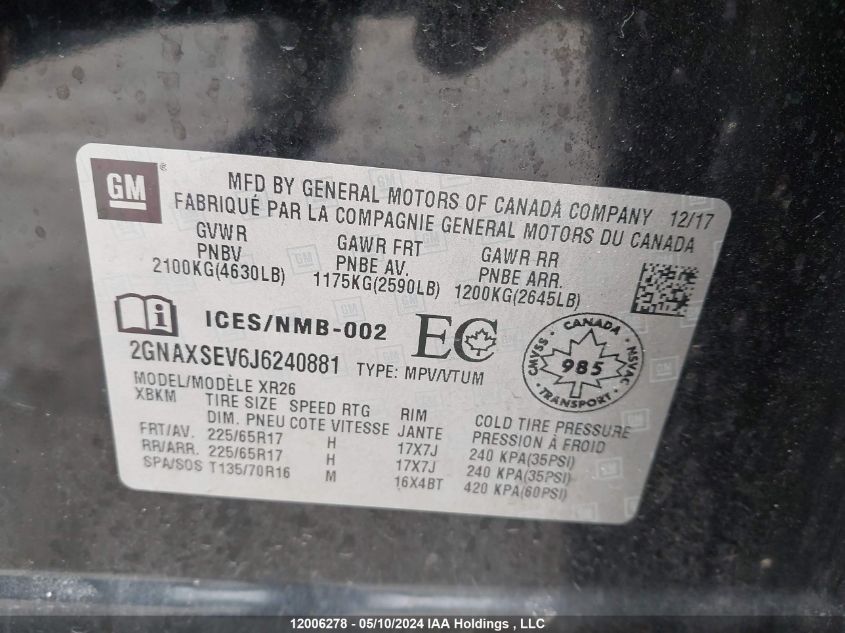 GM ®
MFD BY GENERAL MOTORS OF CANADA COMPANY 12/17
FABRIQUÉ PAR LA COMPAGNIE GENERAL MOTORS DU CANADA
GVWR GAWR FRT GAWR RR
PNBV PNBE AV. PNBE ARR.
2100KG(4630LB) 1175KG(2590LB) 1200KG(2645LB)
i ICES/NMB-002 EC
2GNAXSEV6J6240881 TYPE: MPV/VTUM
CANADA
CMVSS 985 NSVAC
TRANSPORT
MODEL/MODÈLE XR26
XBKM TIRE SIZE SPEED RTG RIM COLD TIRE PRESSURE
DIM. PNEU COTE VITESSE JANTE PRESSION À FROID
FRT/AV. 225/65R17 H 17X7J 240 KPA(35PSI)
RR/ARR. 225/65R17 H 17X7J 240 KPA(35PSI)
SPA/SOS T135/70R16 M 16X4BT 420 KPA(60PSI)
12006278 - 05/10/2024 IAA Holdings , LLC